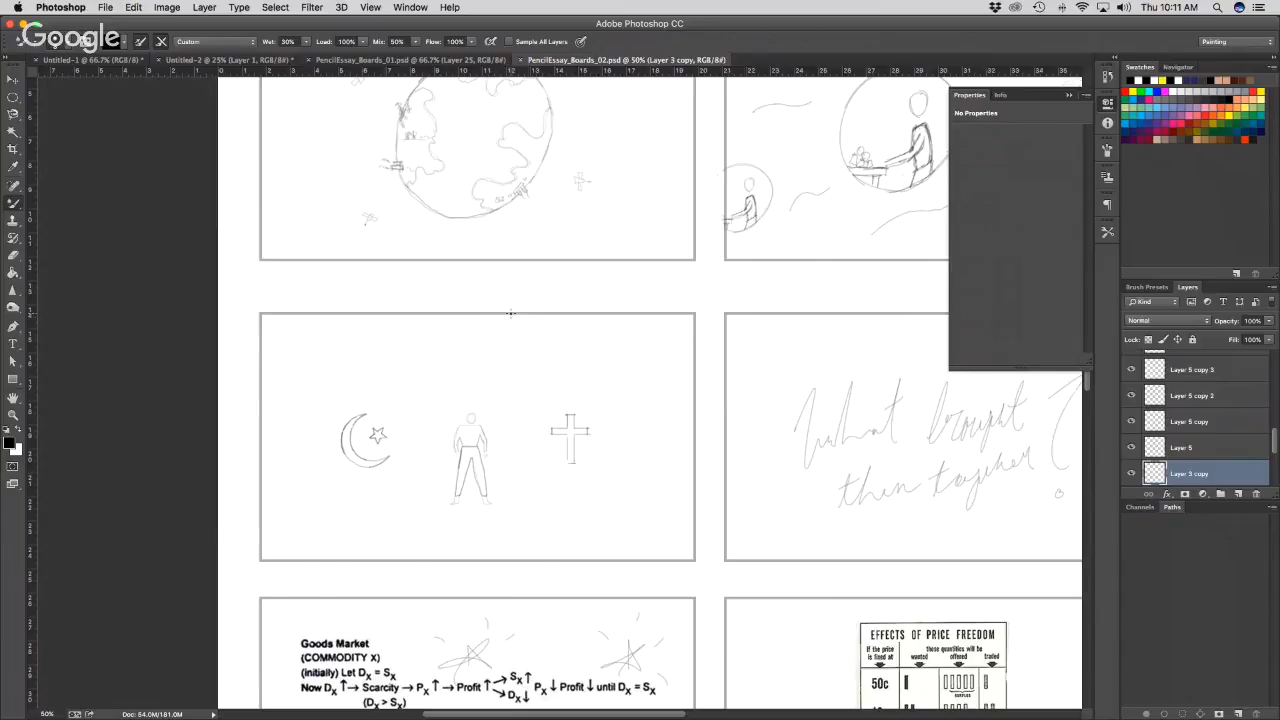 Photoshop File Edit Image Layer Type Select Filter 3D View Window Help
Thu 10:11 AM
Google
Adobe Photoshop CC
Custom Wet: 30% Load: 100% Mix: 50% Flow: 100% Sample All Layers
Painting
Untitled-1 @ 66.7% (RGB/8) * × Untitled-2 @ 25% (Layer 1, RGB/8#) * × PencilEssay_Boards_01.psd @ 66.7% (Layer 25, RGB/8#) × PencilEssay_Boards_02.psd @ 50% (Layer 3 copy, RGB/8#)
Swatches Navigator
Properties Info
No Properties
Brush Presets Layers
Kind
Normal Opacity: 100%
Lock: Fill: 100%
Layer 5 copy 3
Layer 5 copy 2
Layer 5 copy
Layer 5
Layer 3 copy
Channels Paths
What brought
them together?
Goods Market
(COMMODITY X)
(initially) Let Dx = Sx
Now Dx ↑ → Scarcity → Px ↑ → Profit ↑ → Sx ↑ Dx ↓ Px ↓ Profit ↓ until Dx = Sx
(Dx > Sx)
EFFECTS OF PRICE FREEDOM
If the price is fixed at
these quantities will be
wanted offered traded
50c
SURPLUS
50% Doc: 54.0M/181.0M